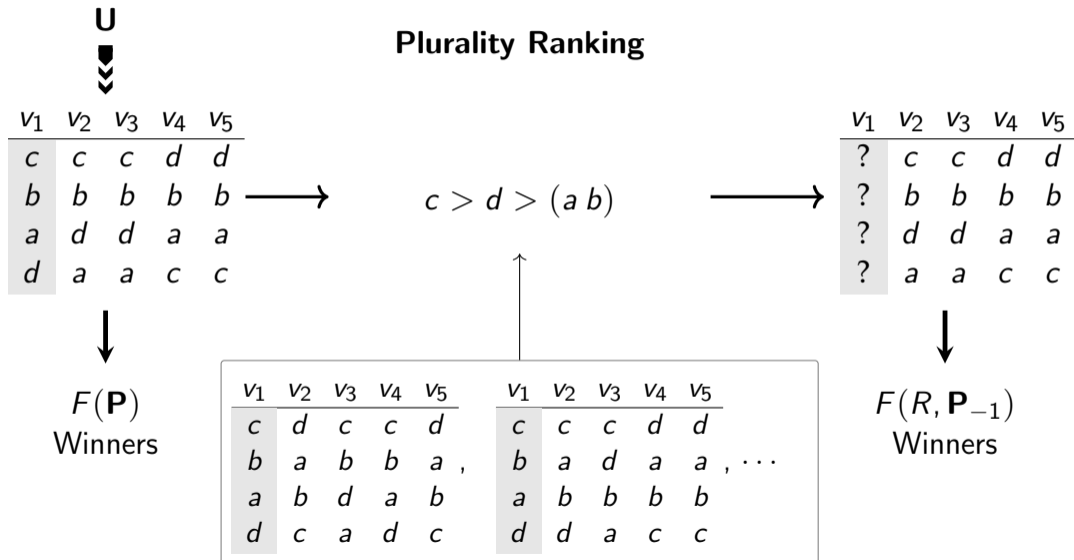 U
Plurality Ranking
v1 v2 v3 v4 v5
c c c d d
b b b b b
a d d a a
d a a c c
c > d > (a b)
v1 v2 v3 v4 v5
? c c d d
? b b b b
? d d a a
? a a c c
F(P)
Winners
v1 v2 v3 v4 v5
c d c c d
b a b b a ,
a b d a b
d c a d c
v1 v2 v3 v4 v5
c c c d d
b a d a a , ⋯
a b b b b
d d a c c
F(R, P−1)
Winners